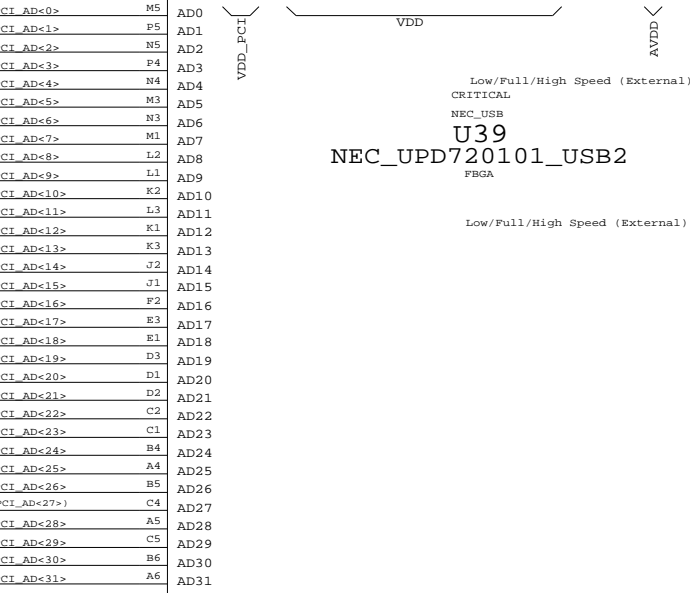 CI_AD<0> M5 AD0
CI_AD<1> P5 AD1
CI_AD<2> N5 AD2
CI_AD<3> P4 AD3
CI_AD<4> N4 AD4
CI_AD<5> M3 AD5
CI_AD<6> N3 AD6
CI_AD<7> M1 AD7
CI_AD<8> L2 AD8
CI_AD<9> L1 AD9
CI_AD<10> K2 AD10
CI_AD<11> L3 AD11
CI_AD<12> K1 AD12
CI_AD<13> K3 AD13
CI_AD<14> J2 AD14
CI_AD<15> J1 AD15
CI_AD<16> F2 AD16
CI_AD<17> E3 AD17
CI_AD<18> E1 AD18
CI_AD<19> D3 AD19
CI_AD<20> D1 AD20
CI_AD<21> D2 AD21
CI_AD<22> C2 AD22
CI_AD<23> C1 AD23
CI_AD<24> B4 AD24
CI_AD<25> A4 AD25
CI_AD<26> B5 AD26
PCI_AD<27>) C4 AD27
CI_AD<28> A5 AD28
CI_AD<29> C5 AD29
CI_AD<30> B6 AD30
CI_AD<31> A6 AD31
VDD_PCI
VDD
AVDD
Low/Full/High Speed (External)
CRITICAL
NEC_USB
U39
NEC_UPD720101_USB2
FBGA
Low/Full/High Speed (External)